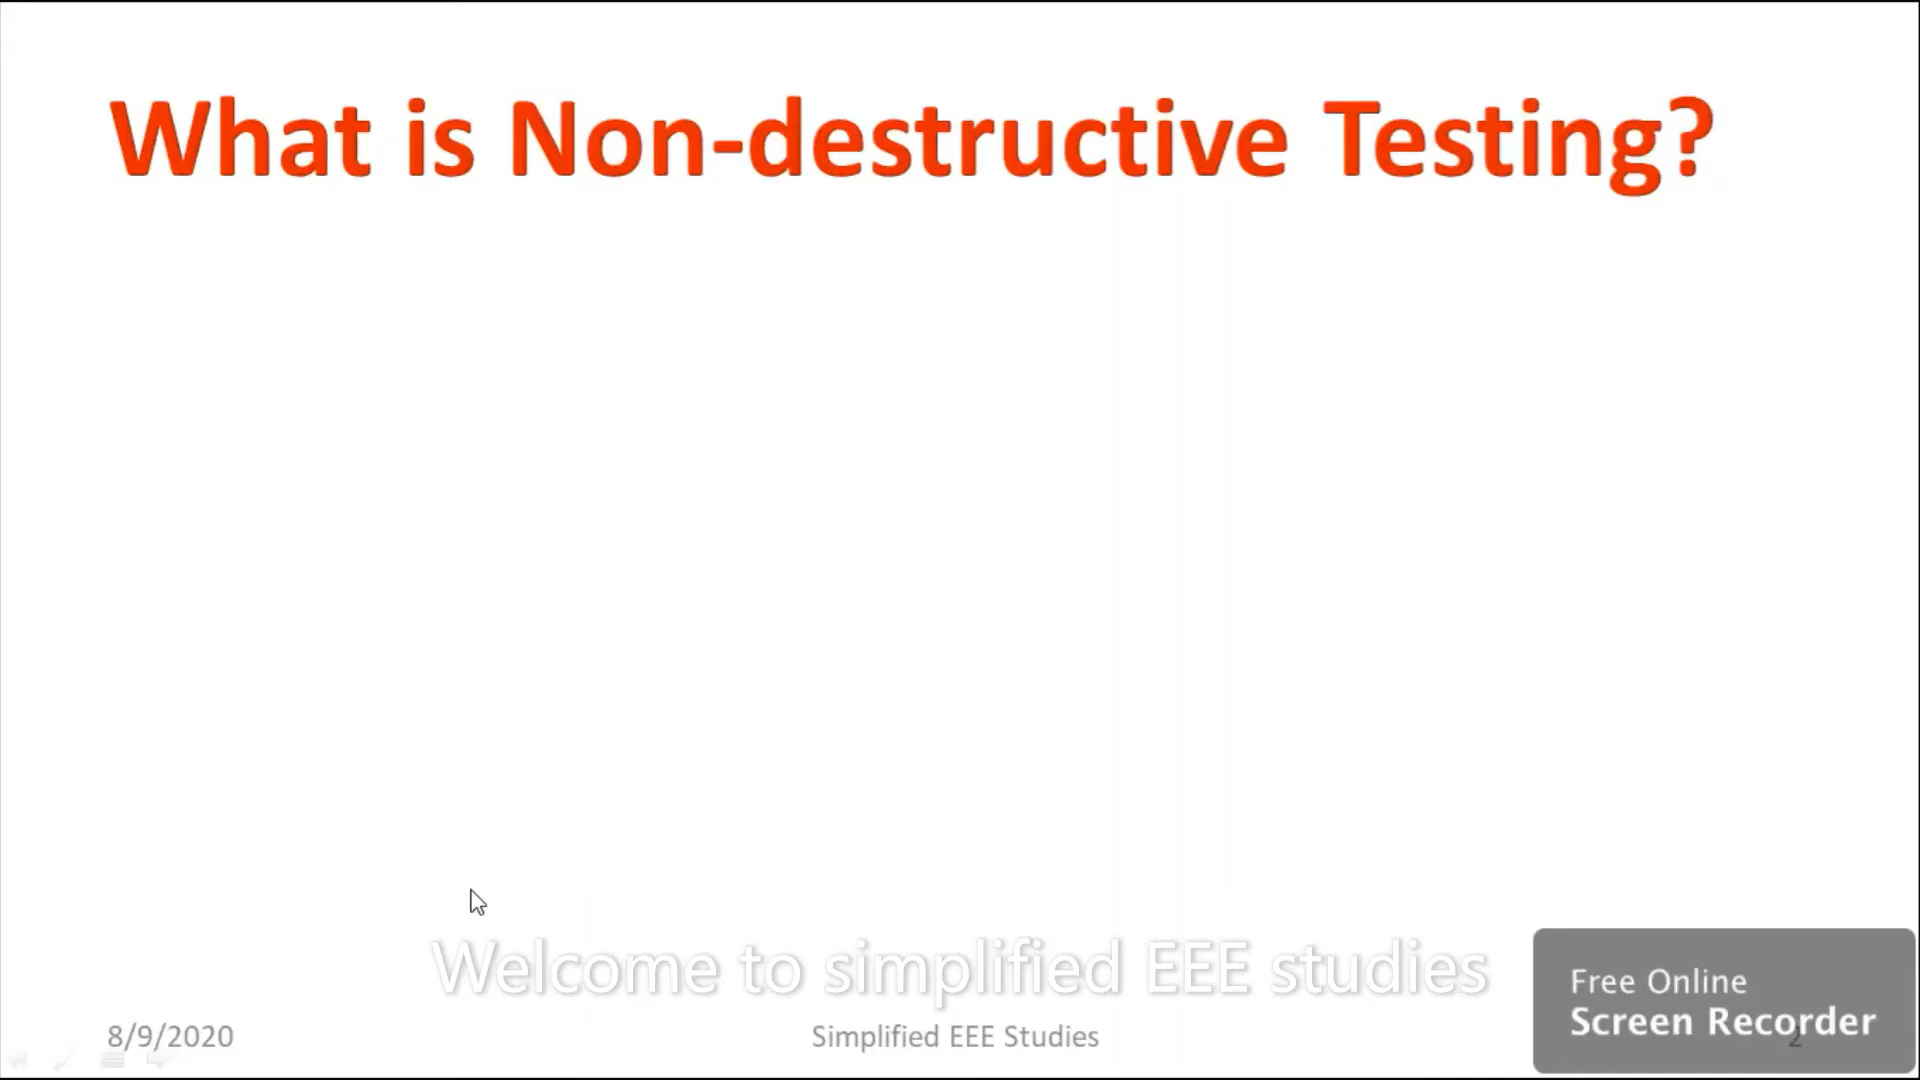 What is Non-destructive Testing?
Welcome to simplified EEE studies
Free Online
Screen Recorder
8/9/2020
Simplified EEE Studies
2